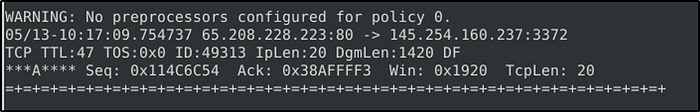 WARNING: No preprocessors configured for policy 0.
05/13-10:17:09.754737 65.208.228.223:80 -> 145.254.160.237:3372
TCP TTL:47 TOS:0x0 ID:49313 IpLen:20 DgmLen:1420 DF
***A**** Seq: 0x114C6C54  Ack: 0x38AFFFF3  Win: 0x1920  TcpLen: 20
=+=+=+=+=+=+=+=+=+=+=+=+=+=+=+=+=+=+=+=+=+=+=+=+=+=+=+=+=+=+=+=+=+=+=+=+=+